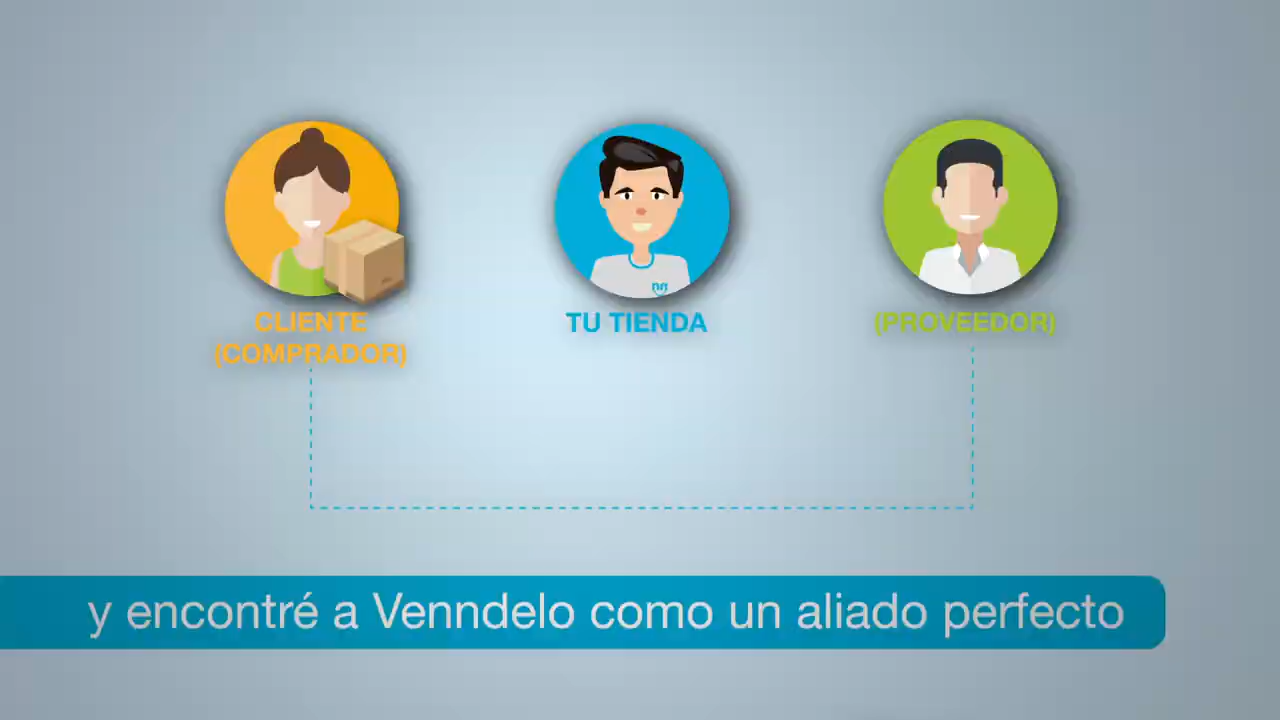 CLIENTE
(COMPRADOR)
TU TIENDA
(PROVEEDOR)
y encontré a Venndelo como un aliado perfecto